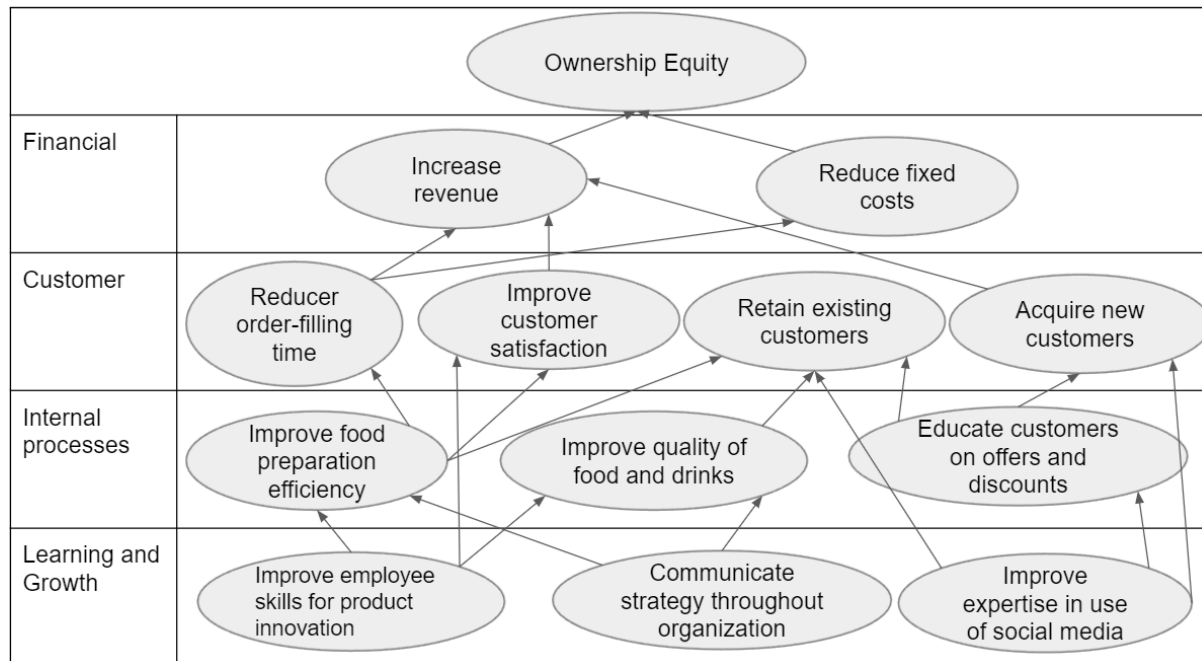 Ownership Equity
Financial
Increase
revenue
Reduce fixed
costs
Customer
Reducer
order-filling
time
Improve
customer
satisfaction
Retain existing
customers
Acquire new
customers
Internal
processes
Improve food
preparation
efficiency
Improve quality of
food and drinks
Educate customers
on offers and
discounts
Learning and
Growth
Improve employee
skills for product
innovation
Communicate
strategy throughout
organization
Improve
expertise in use
of social media